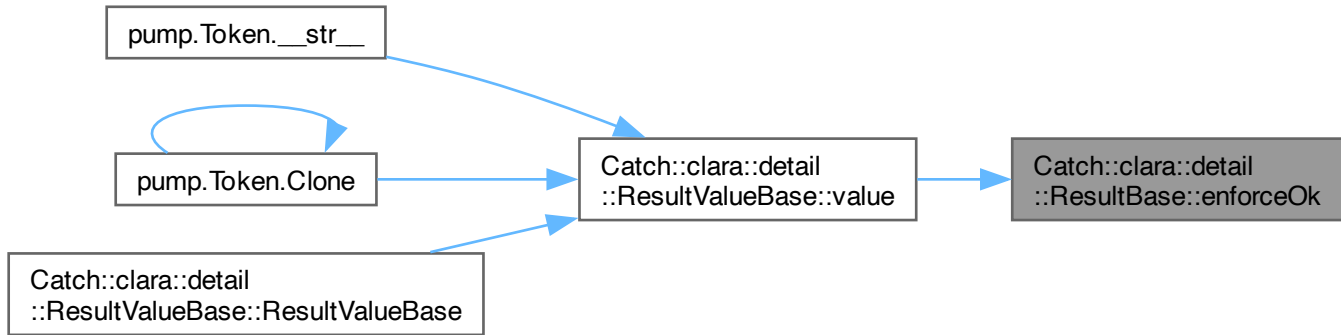 pump.Token.__str__
pump.Token.Clone
Catch::clara::detail
::ResultValueBase::ResultValueBase
Catch::clara::detail
::ResultValueBase::value
Catch::clara::detail
::ResultBase::enforceOk